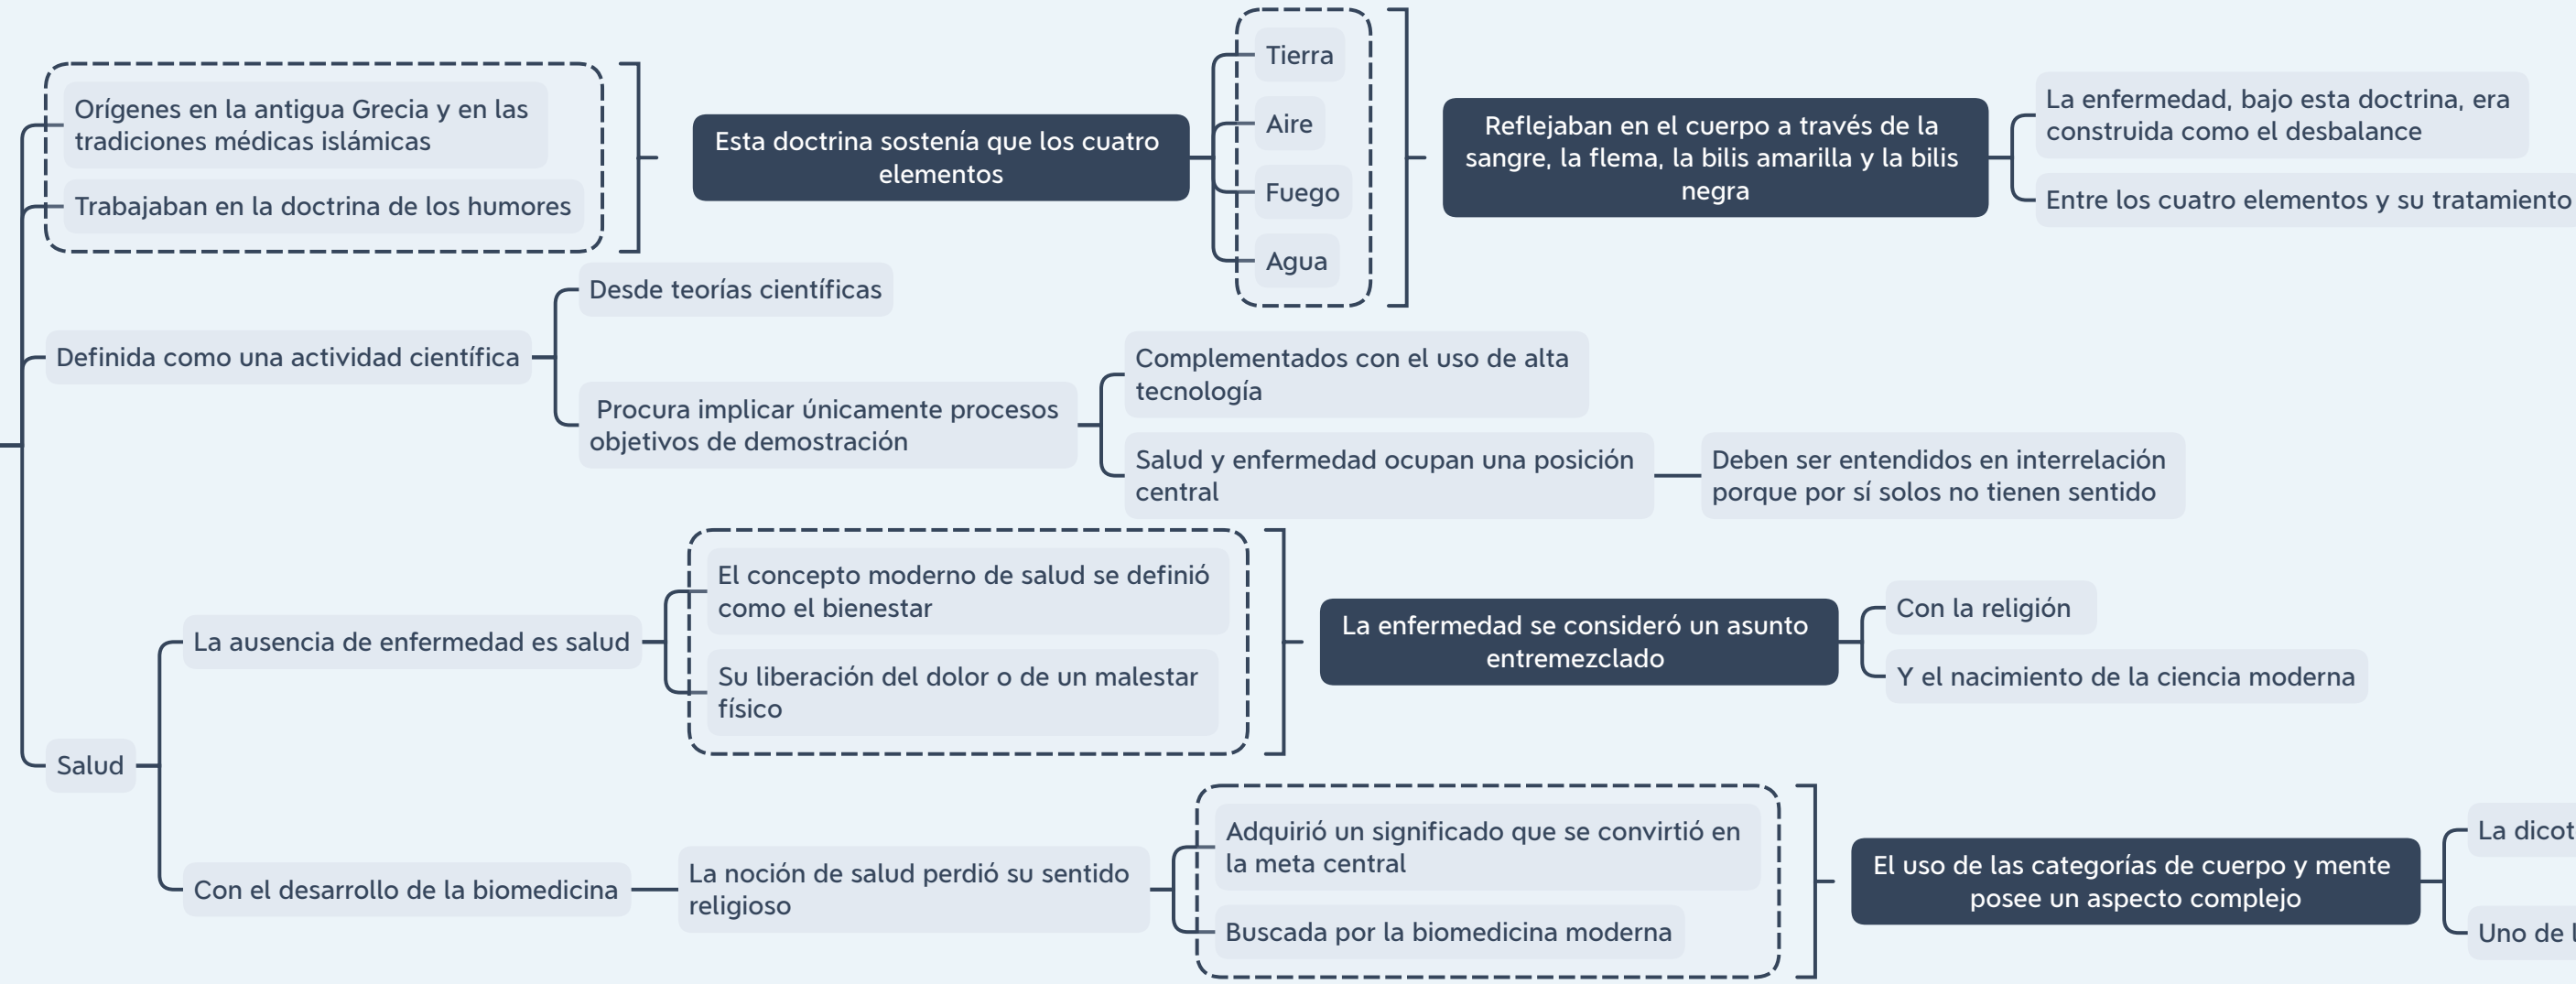 Orígenes en la antigua Grecia y en las
tradiciones médicas islámicas
Trabajaban en la doctrina de los humores
Esta doctrina sostenía que los cuatro
elementos
Tierra
Aire
Fuego
Agua
Reflejaban en el cuerpo a través de la
sangre, la flema, la bilis amarilla y la bilis
negra
La enfermedad, bajo esta doctrina, era
construida como el desbalance
Entre los cuatro elementos y su tratamiento
Definida como una actividad científica
Desde teorías científicas
Procura implicar únicamente procesos
objetivos de demostración
Complementados con el uso de alta
tecnología
Salud y enfermedad ocupan una posición
central
Deben ser entendidos en interrelación
porque por sí solos no tienen sentido
Salud
La ausencia de enfermedad es salud
El concepto moderno de salud se definió
como el bienestar
Su liberación del dolor o de un malestar
físico
La enfermedad se consideró un asunto
entremezclado
Con la religión
Y el nacimiento de la ciencia moderna
Con el desarrollo de la biomedicina
La noción de salud perdió su sentido
religioso
Adquirió un significado que se convirtió en
la meta central
Buscada por la biomedicina moderna
El uso de las categorías de cuerpo y mente
posee un aspecto complejo
La
Uno de